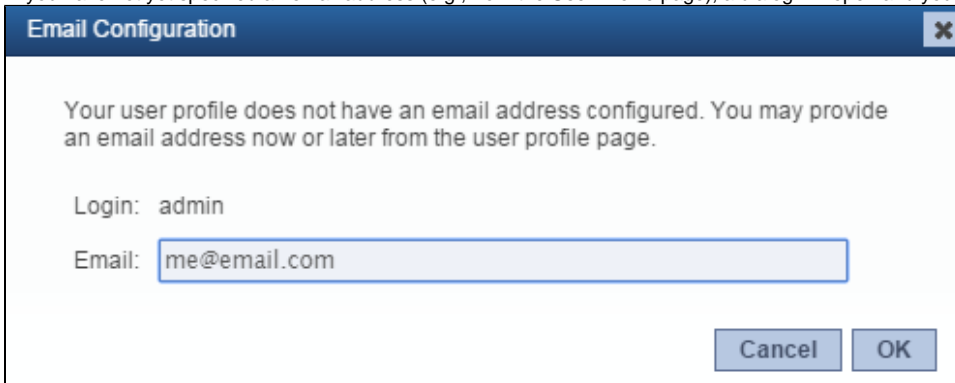 Email Configuration
Your user profile does not have an email address configured. You may provide
an email address now or later from the user profile page.
Login: admin
Email: me@email.com
Cancel OK